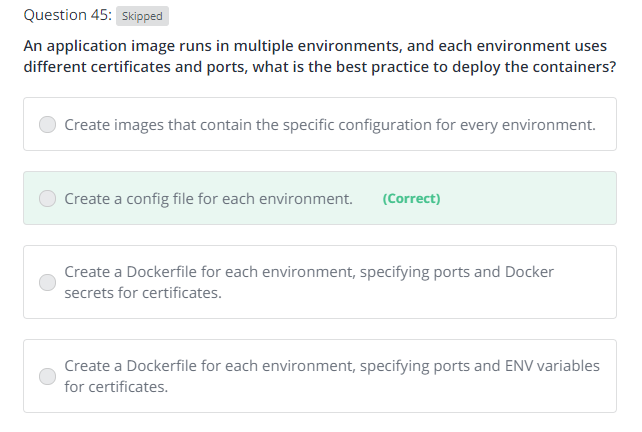 Question 45: Skipped
An application image runs in multiple environments, and each environment uses
different certificates and ports, what is the best practice to deploy the containers?
Create images that contain the specific configuration for every environment.
Create a config file for each environment. (Correct)
Create a Dockerfile for each environment, specifying ports and Docker
secrets for certificates.
Create a Dockerfile for each environment, specifying ports and ENV variables
for certificates.